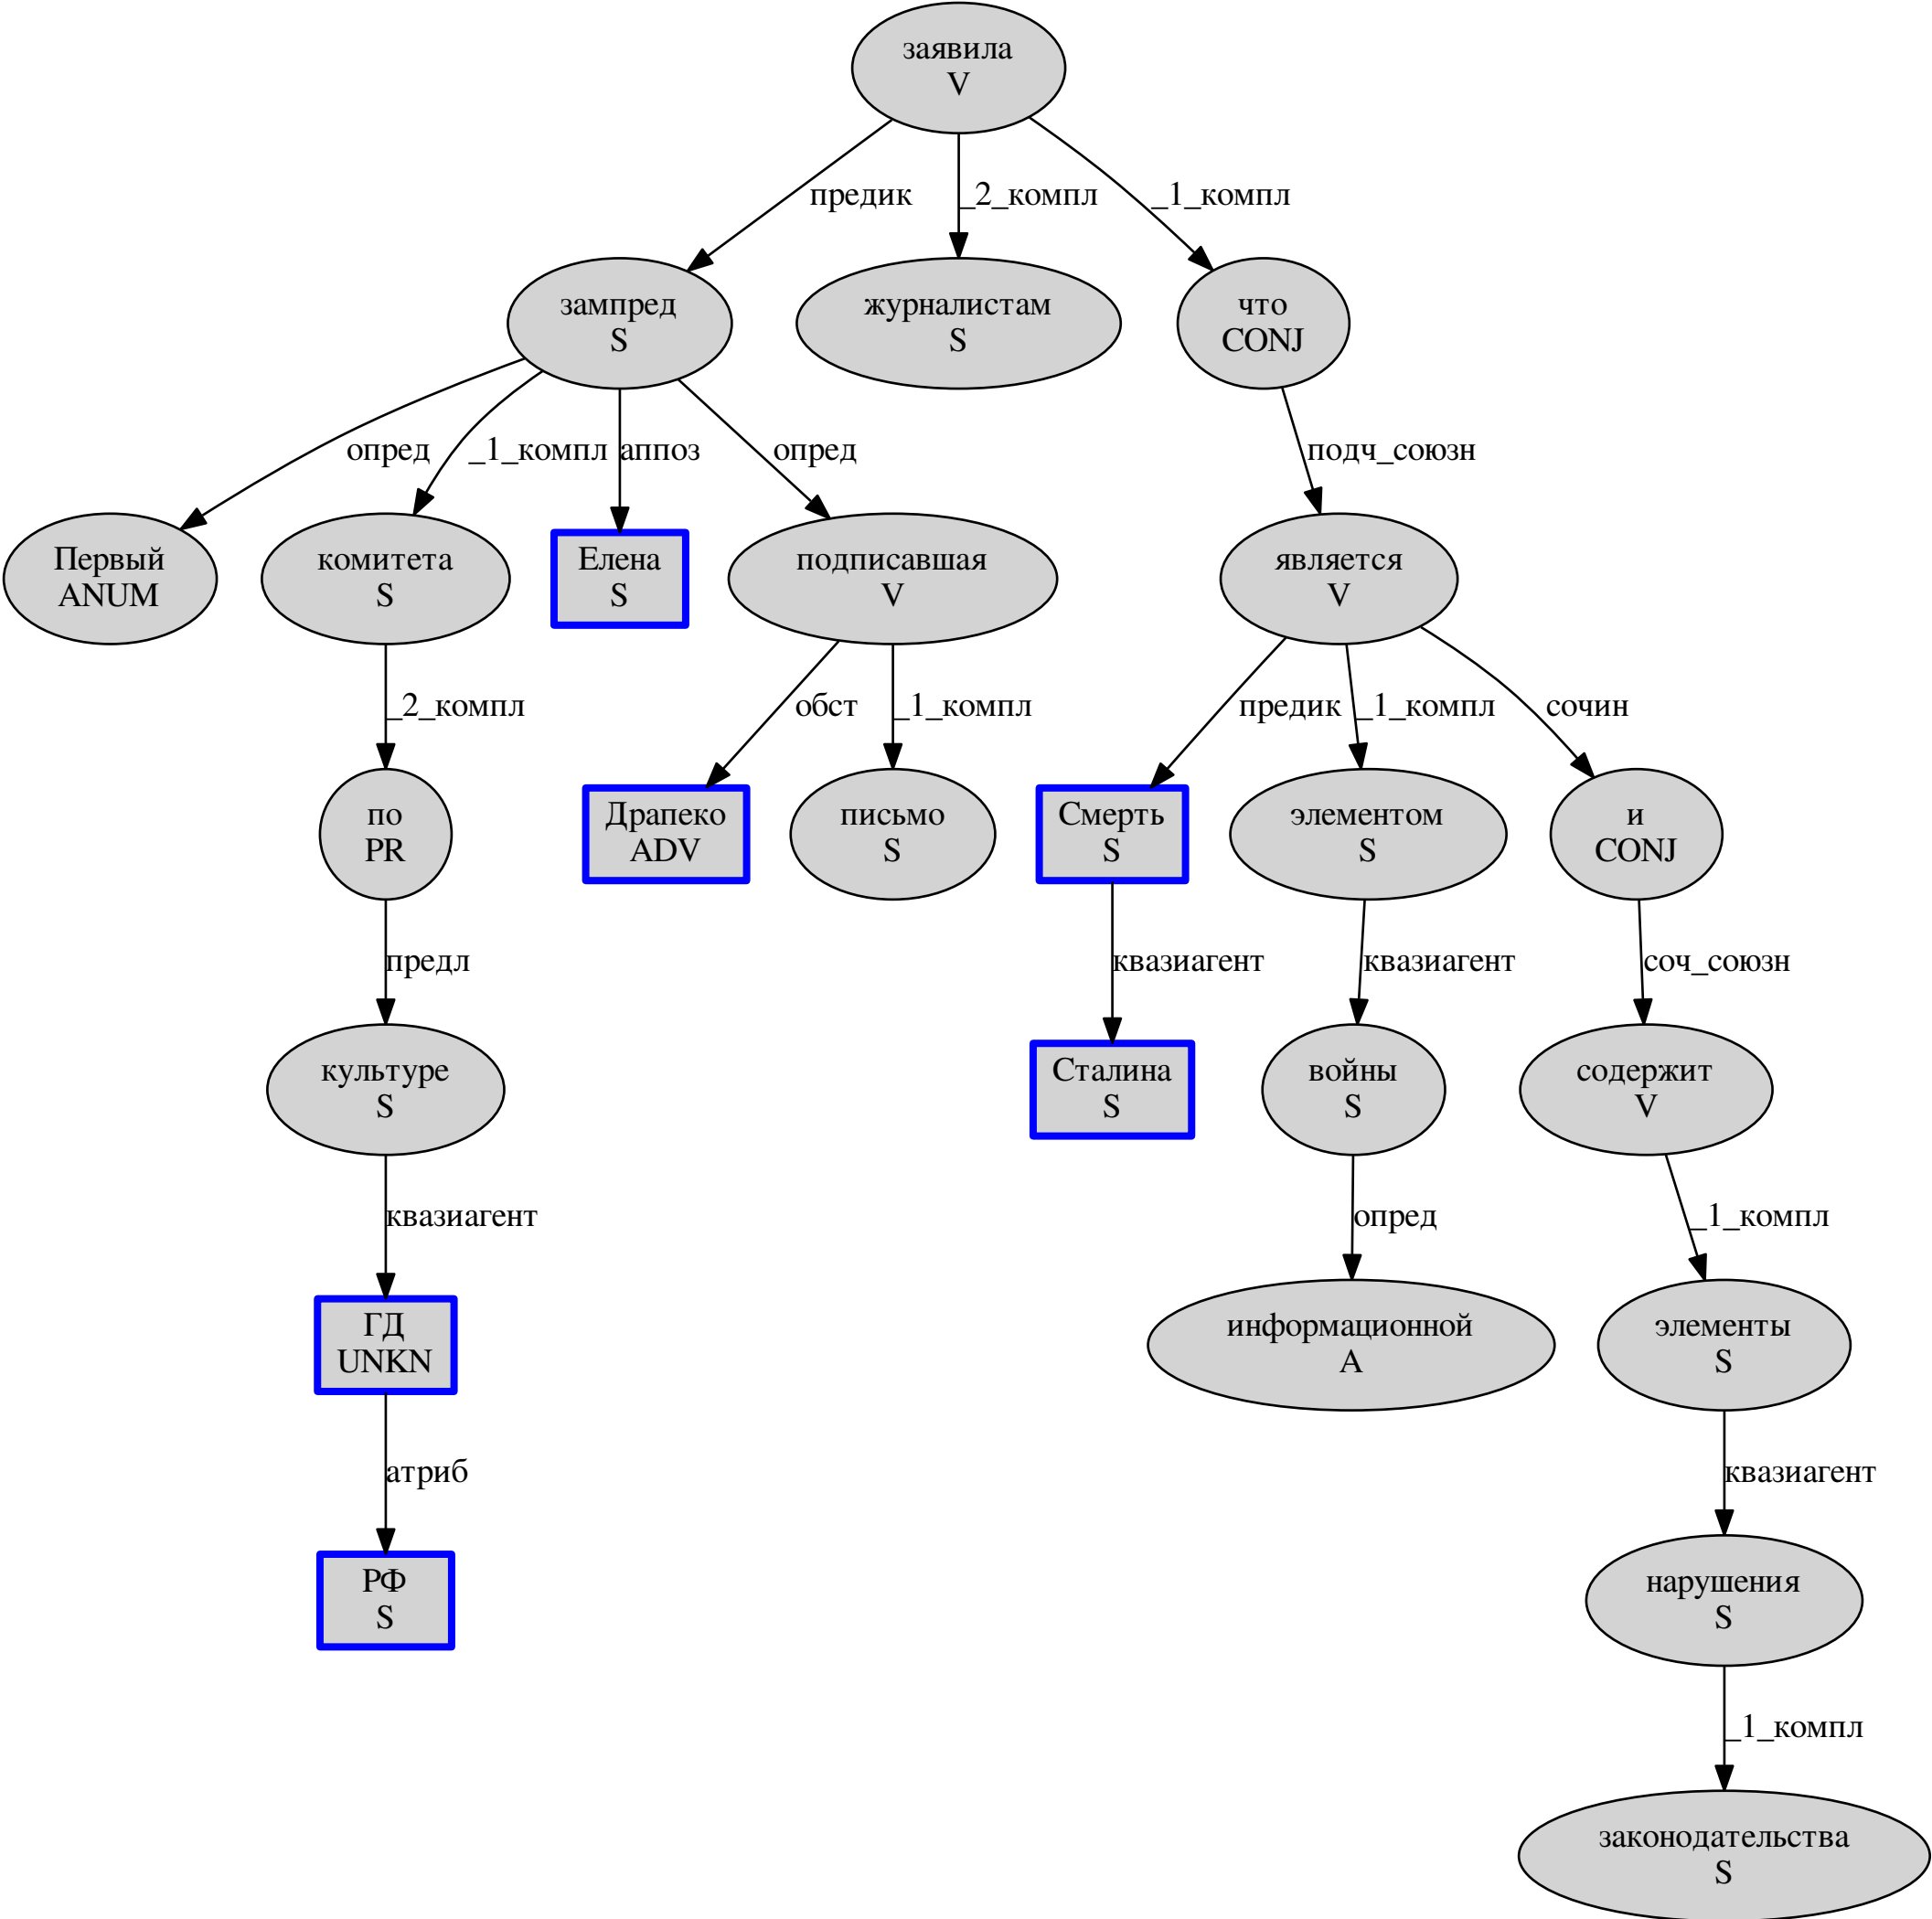 заявила
V
предик
_2_компл
_1_компл
зампред
S
журналистам
S
что
CONJ
опред
_1_компл
аппоз
опред
подч_союзн
Первый
ANUM
комитета
S
Елена
S
подписавшая
V
является
V
_2_компл
обст
_1_компл
предик
_1_компл
сочин
по
PR
Драпеко
ADV
письмо
S
Смерть
S
элементом
S
и
CONJ
предл
квазиагент
квазиагент
соч_союзн
культуре
S
Сталина
S
войны
S
содержит
V
квазиагент
опред
_1_компл
ГД
UNKN
информационной
A
элементы
S
атриб
квазиагент
РФ
S
нарушения
S
_1_компл
законодательства
S